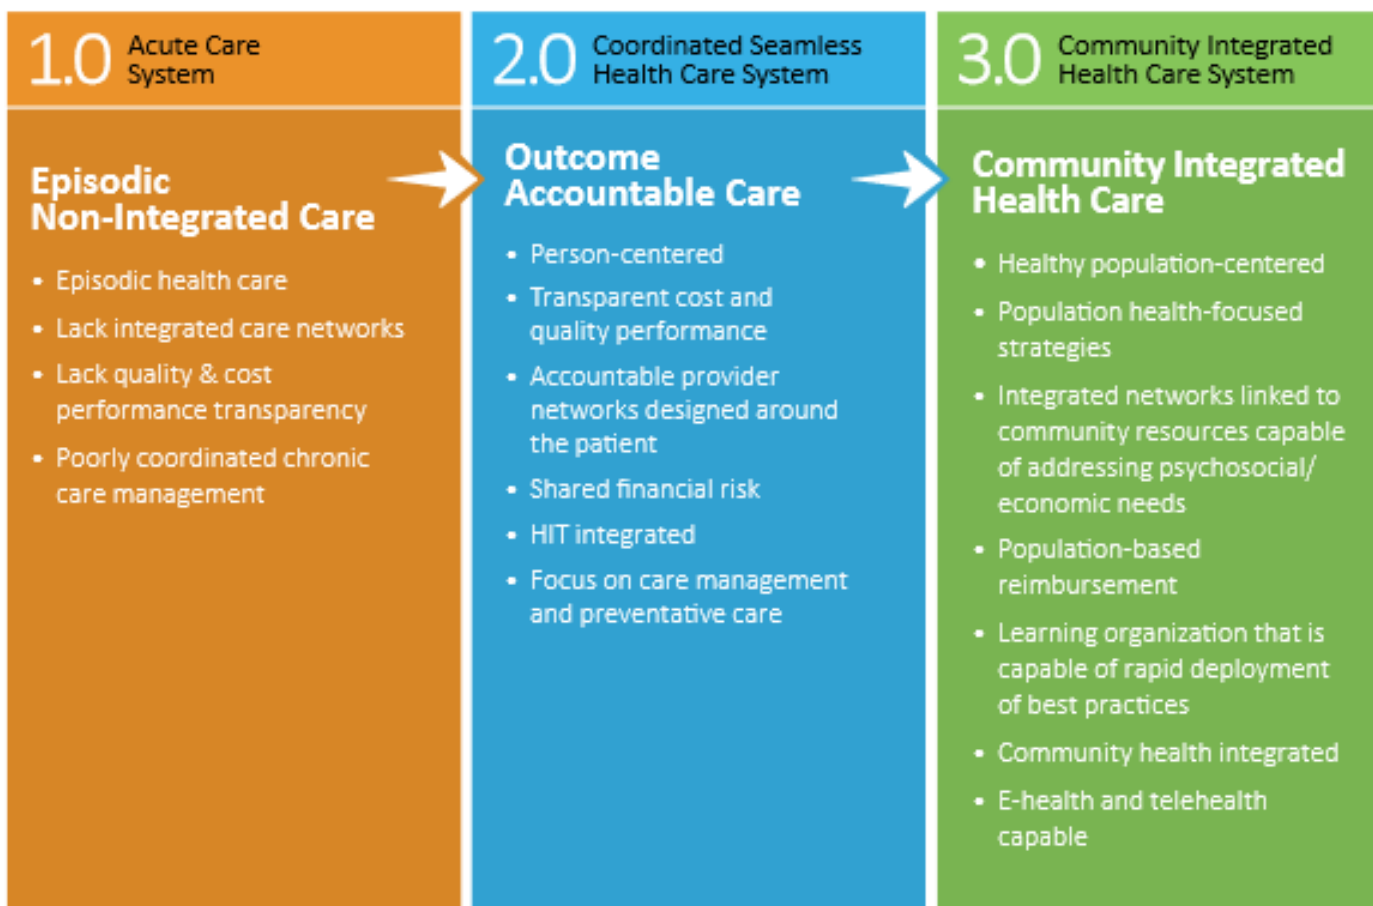 1.0 Acute Care
System
Episodic
Non-Integrated Care
• Episodic health care
• Lack integrated care networks
• Lack quality & cost
performance transparency
• Poorly coordinated chronic
care management
2.0 Coordinated Seamless
Health Care System
Outcome
Accountable Care
• Person-centered
• Transparent cost and
quality performance
• Accountable provider
networks designed around
the patient
• Shared financial risk
• HIT integrated
• Focus on care management
and preventative care
3.0 Community Integrated
Health Care System
Community Integrated
Health Care
• Healthy population-centered
• Population health-focused
strategies
• Integrated networks linked to
community resources capable
of addressing psychosocial/
economic needs
• Population-based
reimbursement
• Learning organization that is
capable of rapid deployment
of best practices
• Community health integrated
• E-health and telehealth
capable